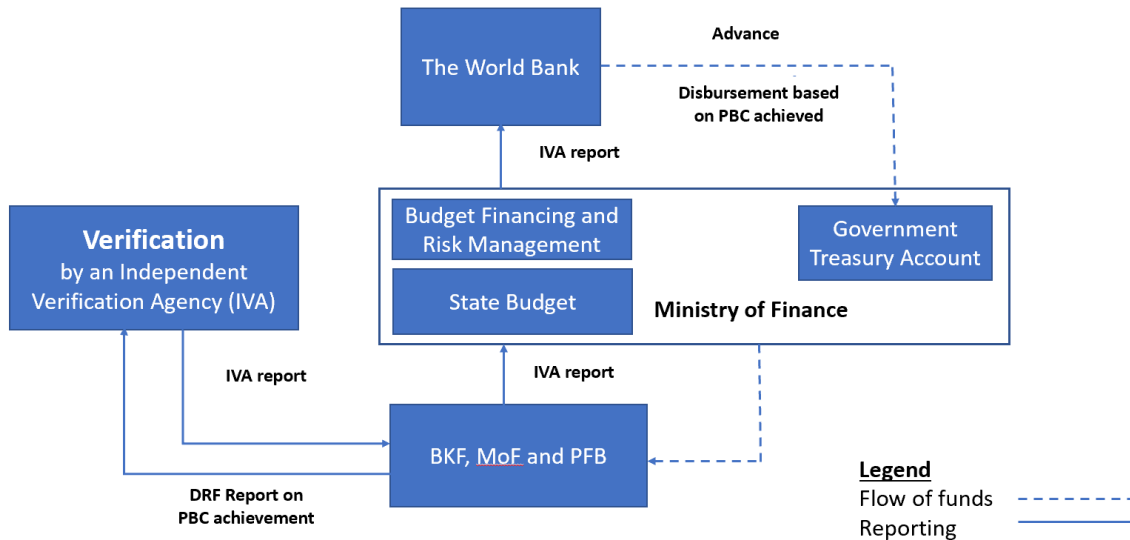 The World Bank
Advance
Disbursement based
on PBC achieved
IVA report
Verification
by an Independent
Verification Agency (IVA)
Budget Financing and
Risk Management
State Budget
Government
Treasury Account
Ministry of Finance
IVA report
IVA report
BKF, MoF and PFB
DRF Report on
PBC achievement
Legend
Flow of funds
Reporting